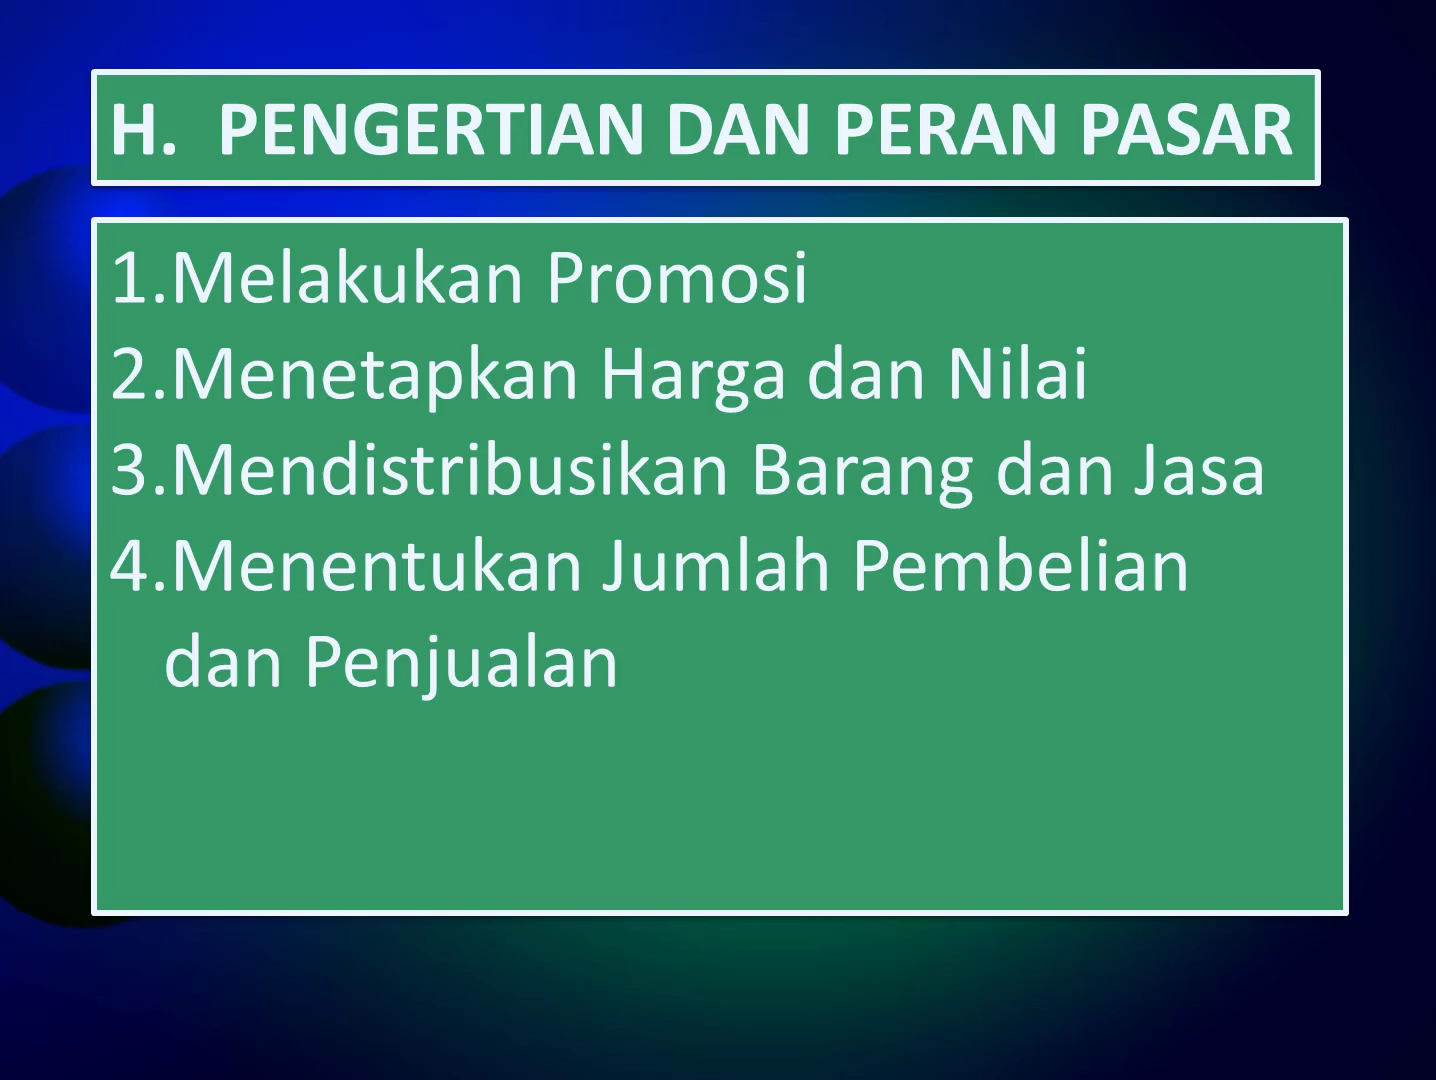 H. PENGERTIAN DAN PERAN PASAR
1.Melakukan Promosi
2.Menetapkan Harga dan Nilai
3.Mendistribusikan Barang dan Jasa
4.Menentukan Jumlah Pembelian
dan Penjualan